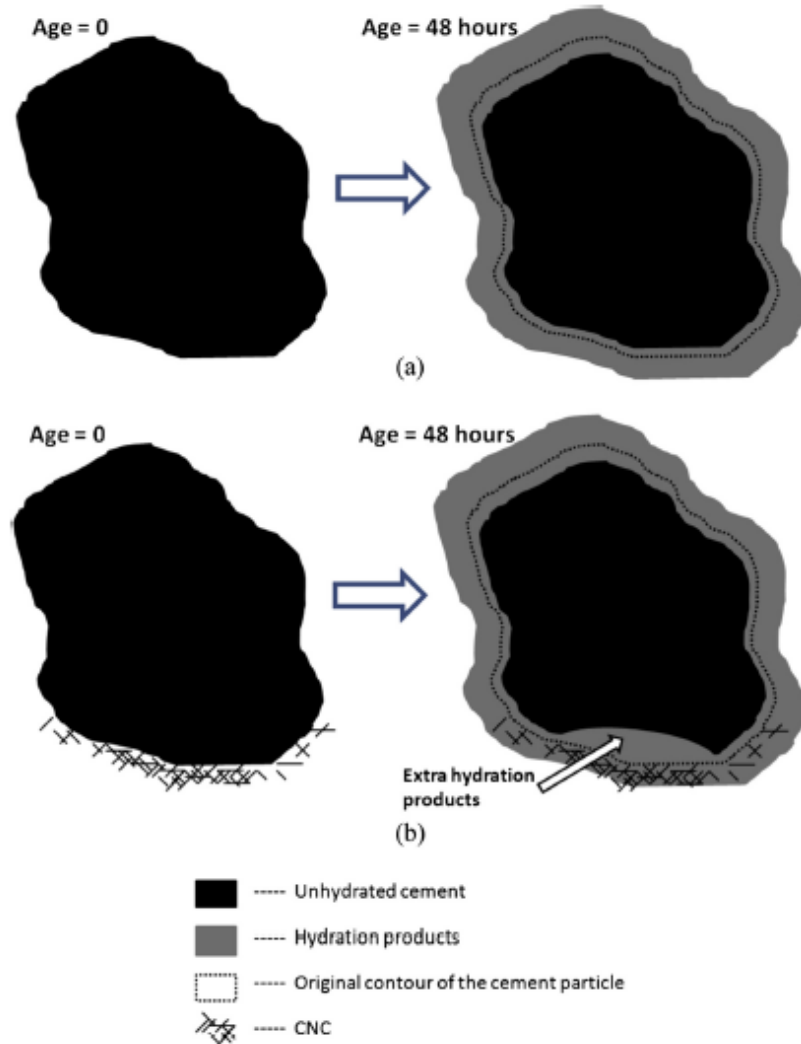 Age = 0
Age = 48 hours
(a)
Age = 0
Age = 48 hours
Extra hydration
products
(b)
----- Unhydrated cement
----- Hydration products
----- Original contour of the cement particle
----- CNC